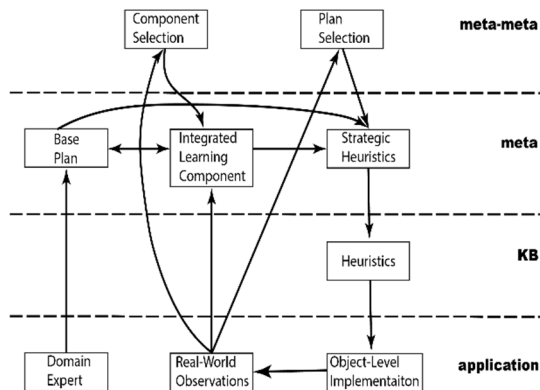 Component
Selection
Plan
Selection
meta-meta
Base
Plan
Integrated
Learning
Component
Strategic
Heuristics
meta
Heuristics
KB
Domain
Expert
Real-World
Observations
Object-Level
Implementaiton
application